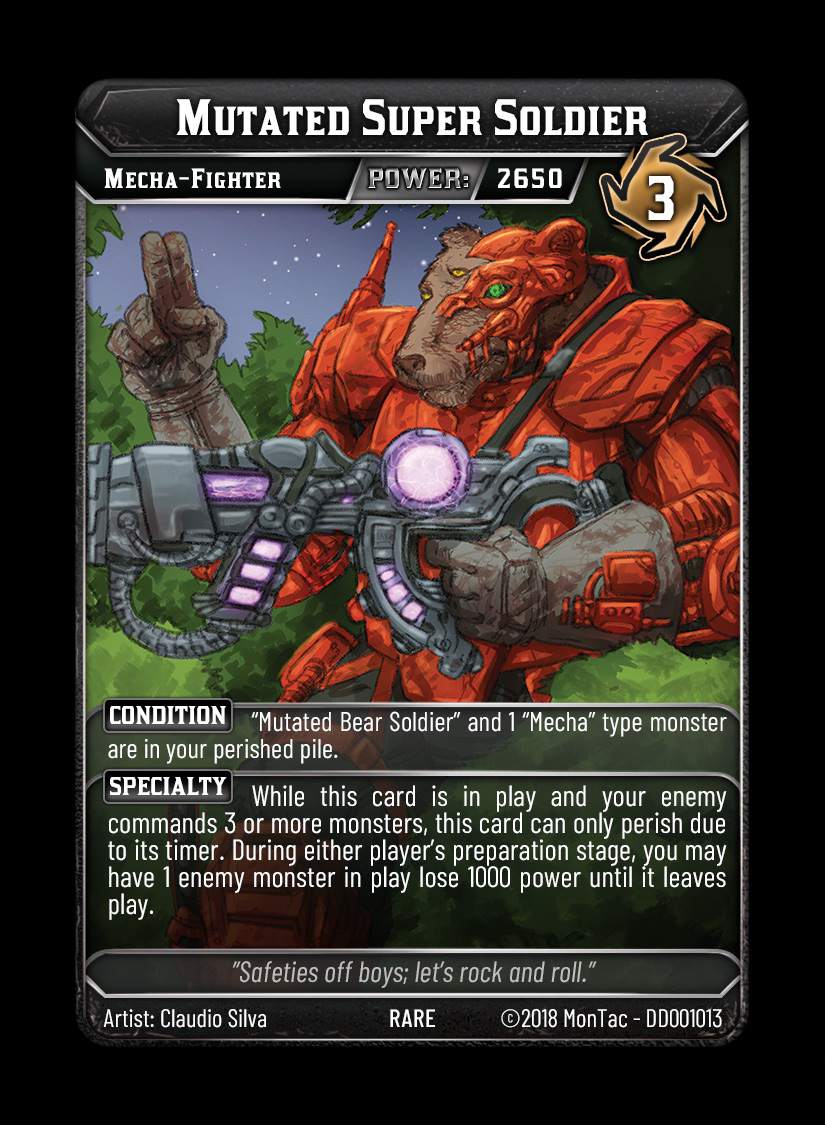 Mutated Super Soldier
Mecha-Fighter POWER: 2650
3
CONDITION "Mutated Bear Soldier" and 1 "Mecha" type monster
are in your perished pile.
SPECIALTY While this card is in play and your enemy
commands 3 or more monsters, this card can only perish due
to its timer. During either player's preparation stage, you may
have 1 enemy monster in play lose 1000 power until it leaves
play.
"Safeties off boys; let's rock and roll."
Artist: Claudio Silva RARE ©2018 MonTac - DD001013